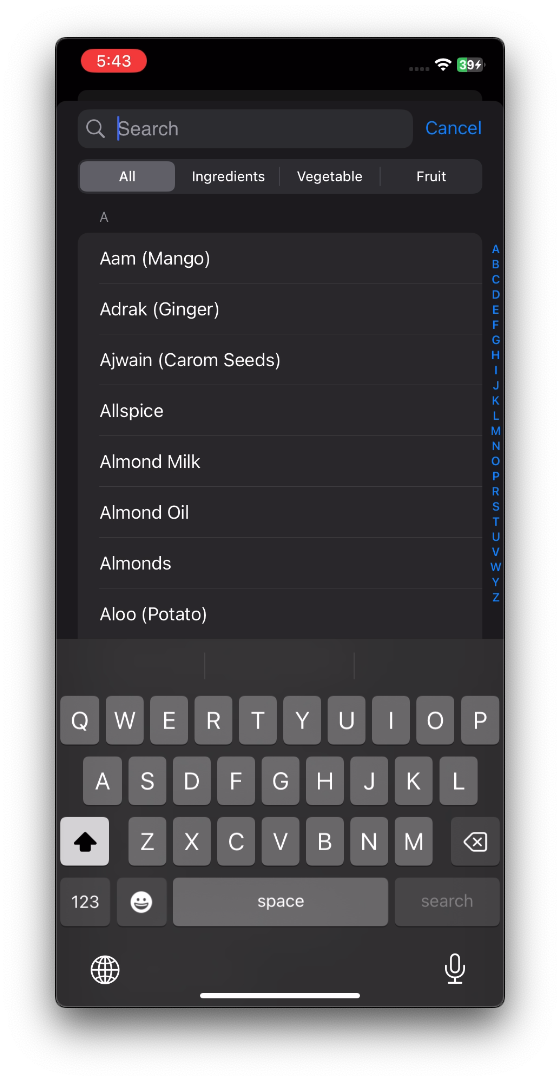 5:43
39
Search
Cancel
All
Ingredients
Vegetable
Fruit
A
Aam (Mango)
Adrak (Ginger)
Ajwain (Carom Seeds)
Allspice
Almond Milk
Almond Oil
Almonds
Aloo (Potato)
A
B
C
D
E
F
G
H
I
J
K
L
M
N
O
P
R
S
T
U
V
W
Y
Z
Q W E R T Y U I O P
A S D F G H J K L
Z X C V B N M
123
space
search